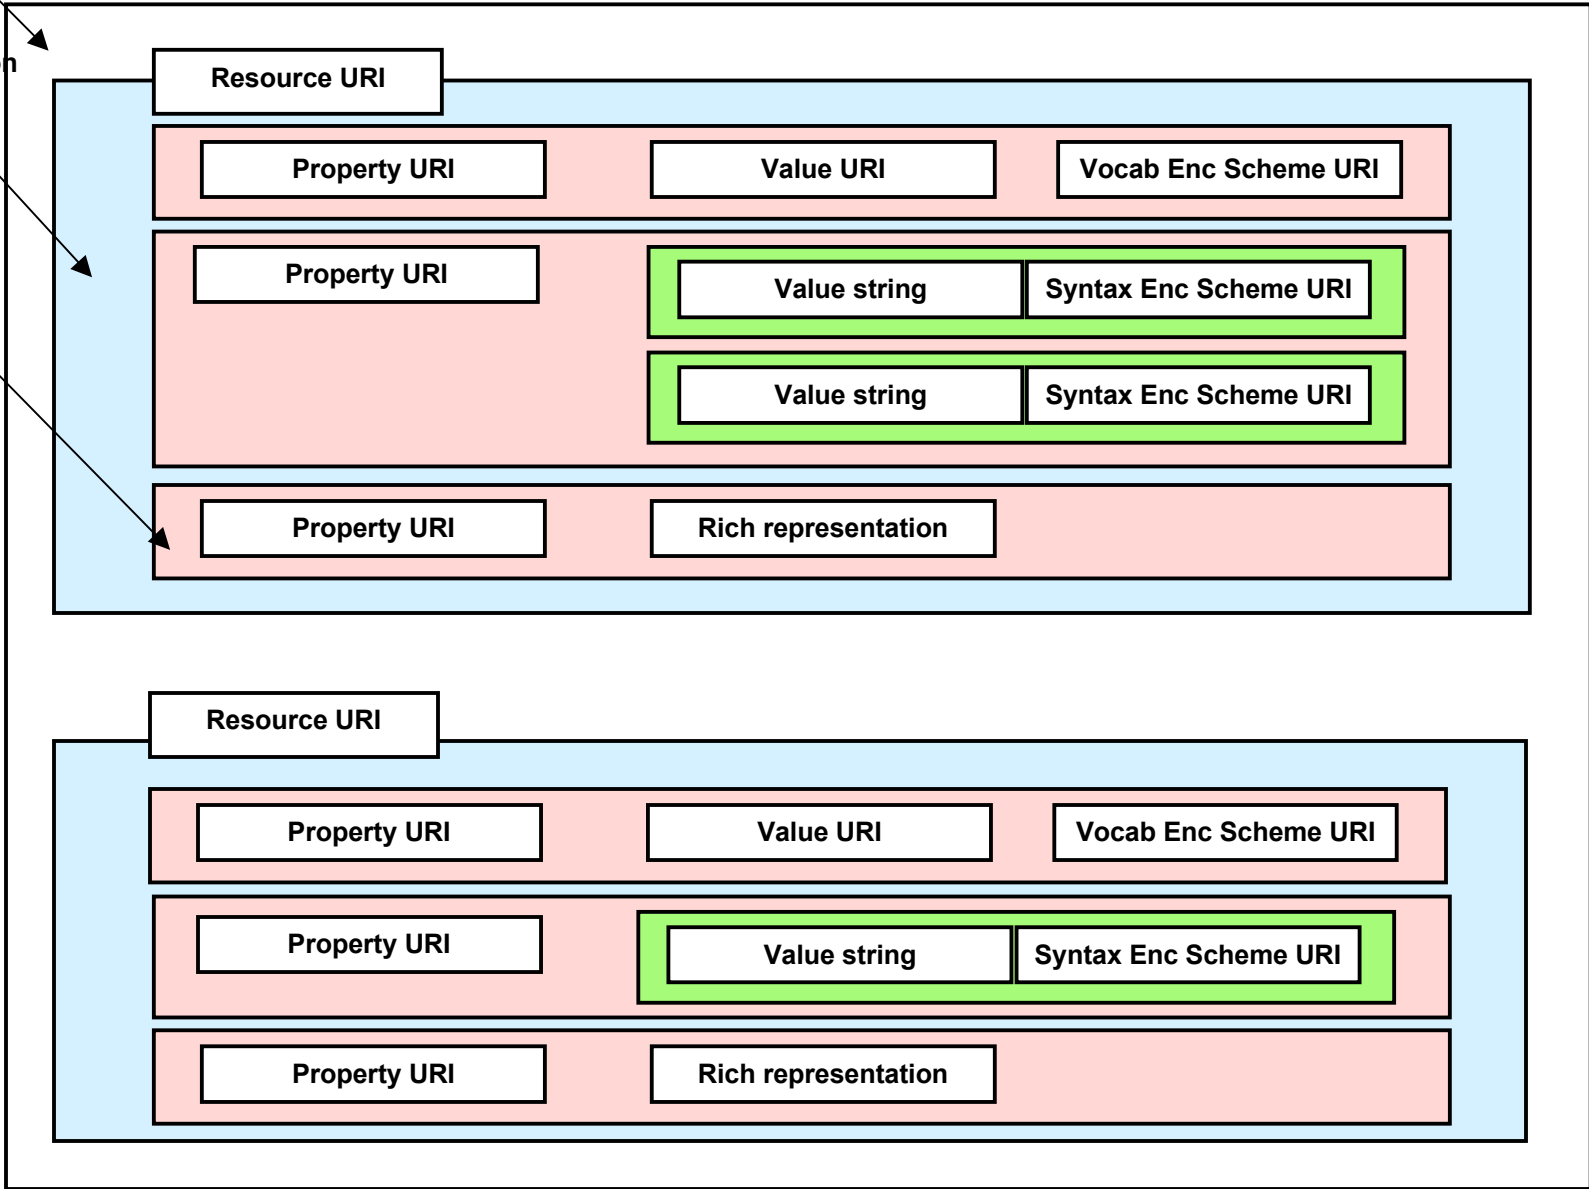 Resource URI
Property URI Value URI Vocab Enc Scheme URI
Property URI Value string Syntax Enc Scheme URI
Value string Syntax Enc Scheme URI
Property URI Rich representation
Resource URI
Property URI Value URI Vocab Enc Scheme URI
Property URI Value string Syntax Enc Scheme URI
Property URI Rich representation